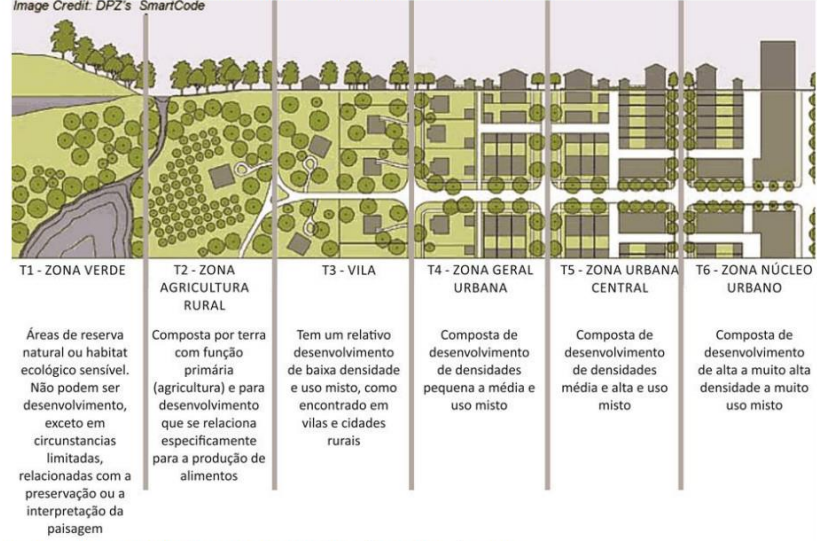 Image Credit: DPZ's SmartCode
T1 - ZONA VERDE
Áreas de reserva
natural ou habitat
ecológico sensível.
Não podem ser
desenvolvimento,
exceto em
circunstancias
limitadas,
relacionadas com a
preservação ou a
interpretação da
paisagem
T2 - ZONA
AGRICULTURA
RURAL
Composta por terra
com função
primária
(agricultura) e para
desenvolvimento
que se relaciona
especificamente
para a produção de
alimentos
T3 - VILA
Tem um relativo
desenvolvimento
de baixa densidade
e uso misto, como
encontrado em
vilas e cidades
rurais
T4 - ZONA GERAL
URBANA
Composta de
desenvolvimento
de densidades
pequena a média e
uso misto
T5 - ZONA URBANA
CENTRAL
Composta de
desenvolvimento
de densidades
média e alta e uso
misto
T6 - ZONA NÚCLEO
URBANO
Composta de
desenvolvimento
de alta a muito alta
densidade a muito
uso misto